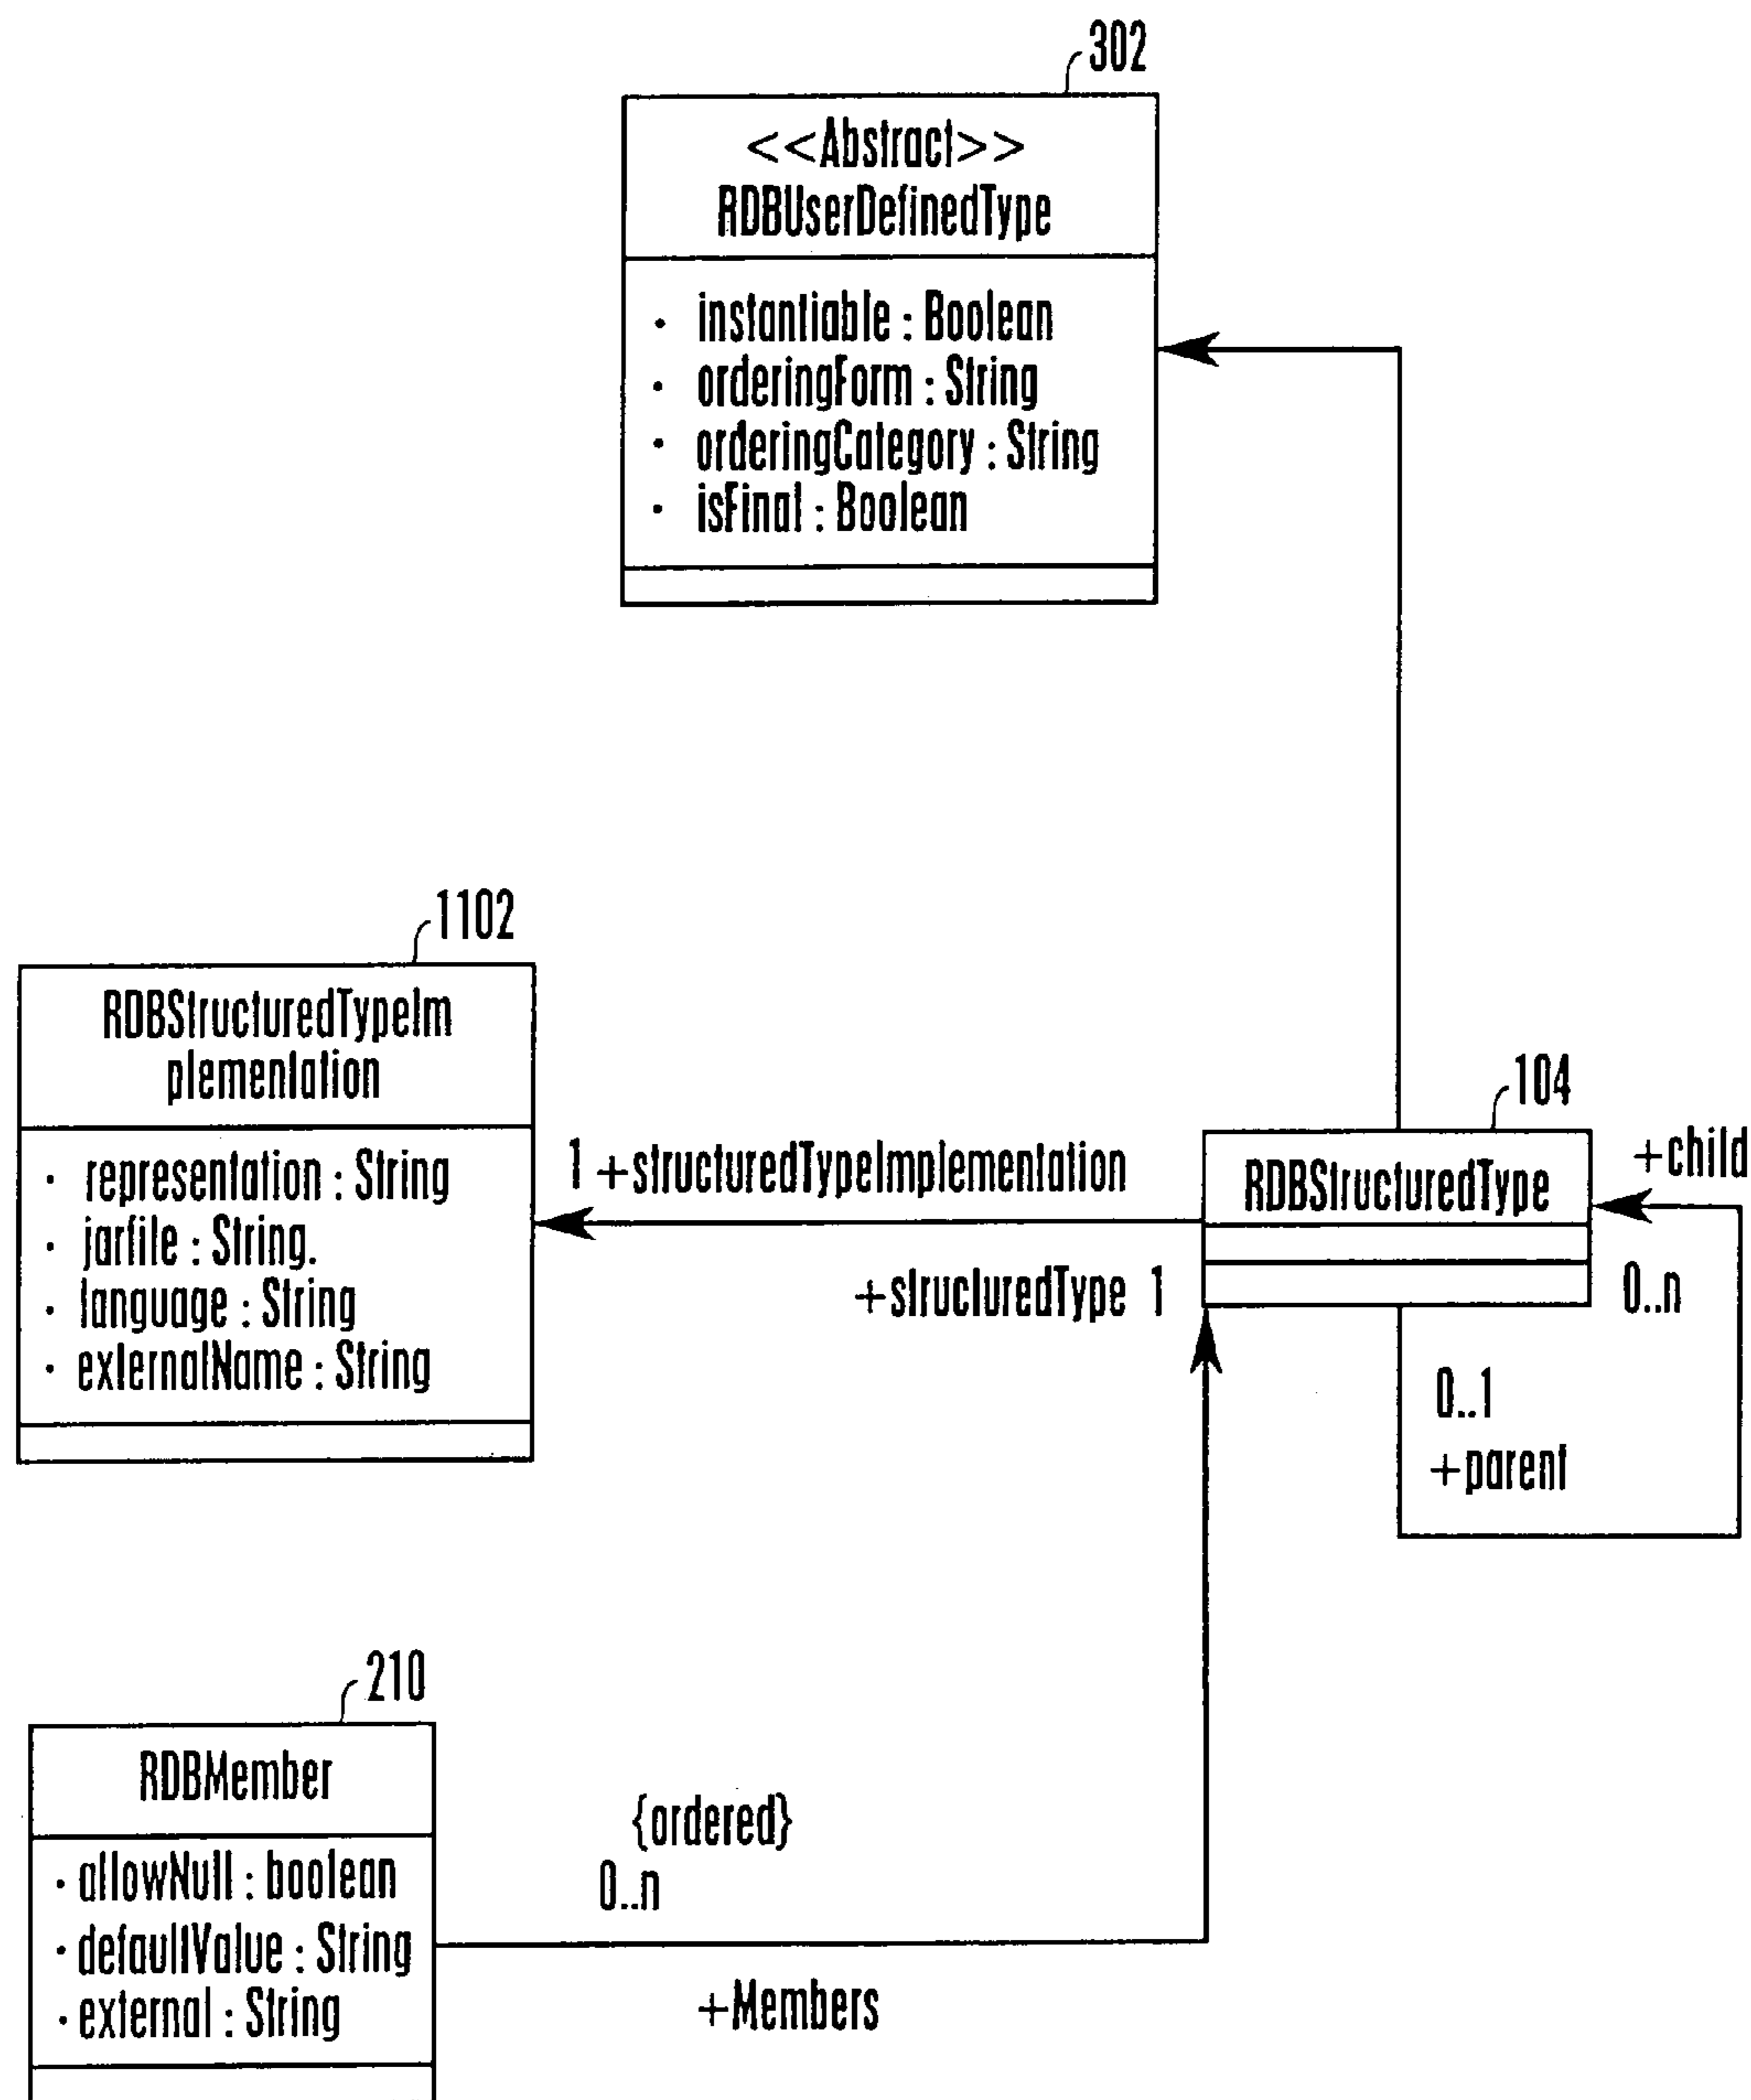 302
<<Abstract>>
RDBUserDefinedType
· instantiable : Boolean
· orderingForm : String
· orderingCategory : String
· isFinal : Boolean
1102
RDBStructuredTypeIm
plementation
· representation : String
· jarfile : String.
· language : String
· externalName : String
1 +structuredTypeImplementation
+structuredType 1
104
RDBStructuredType
+child
0..n
0..1
+parent
210
RDBMember
· allowNull : boolean
· defaultValue : String
· external : String
{ordered}
0..n
+Members